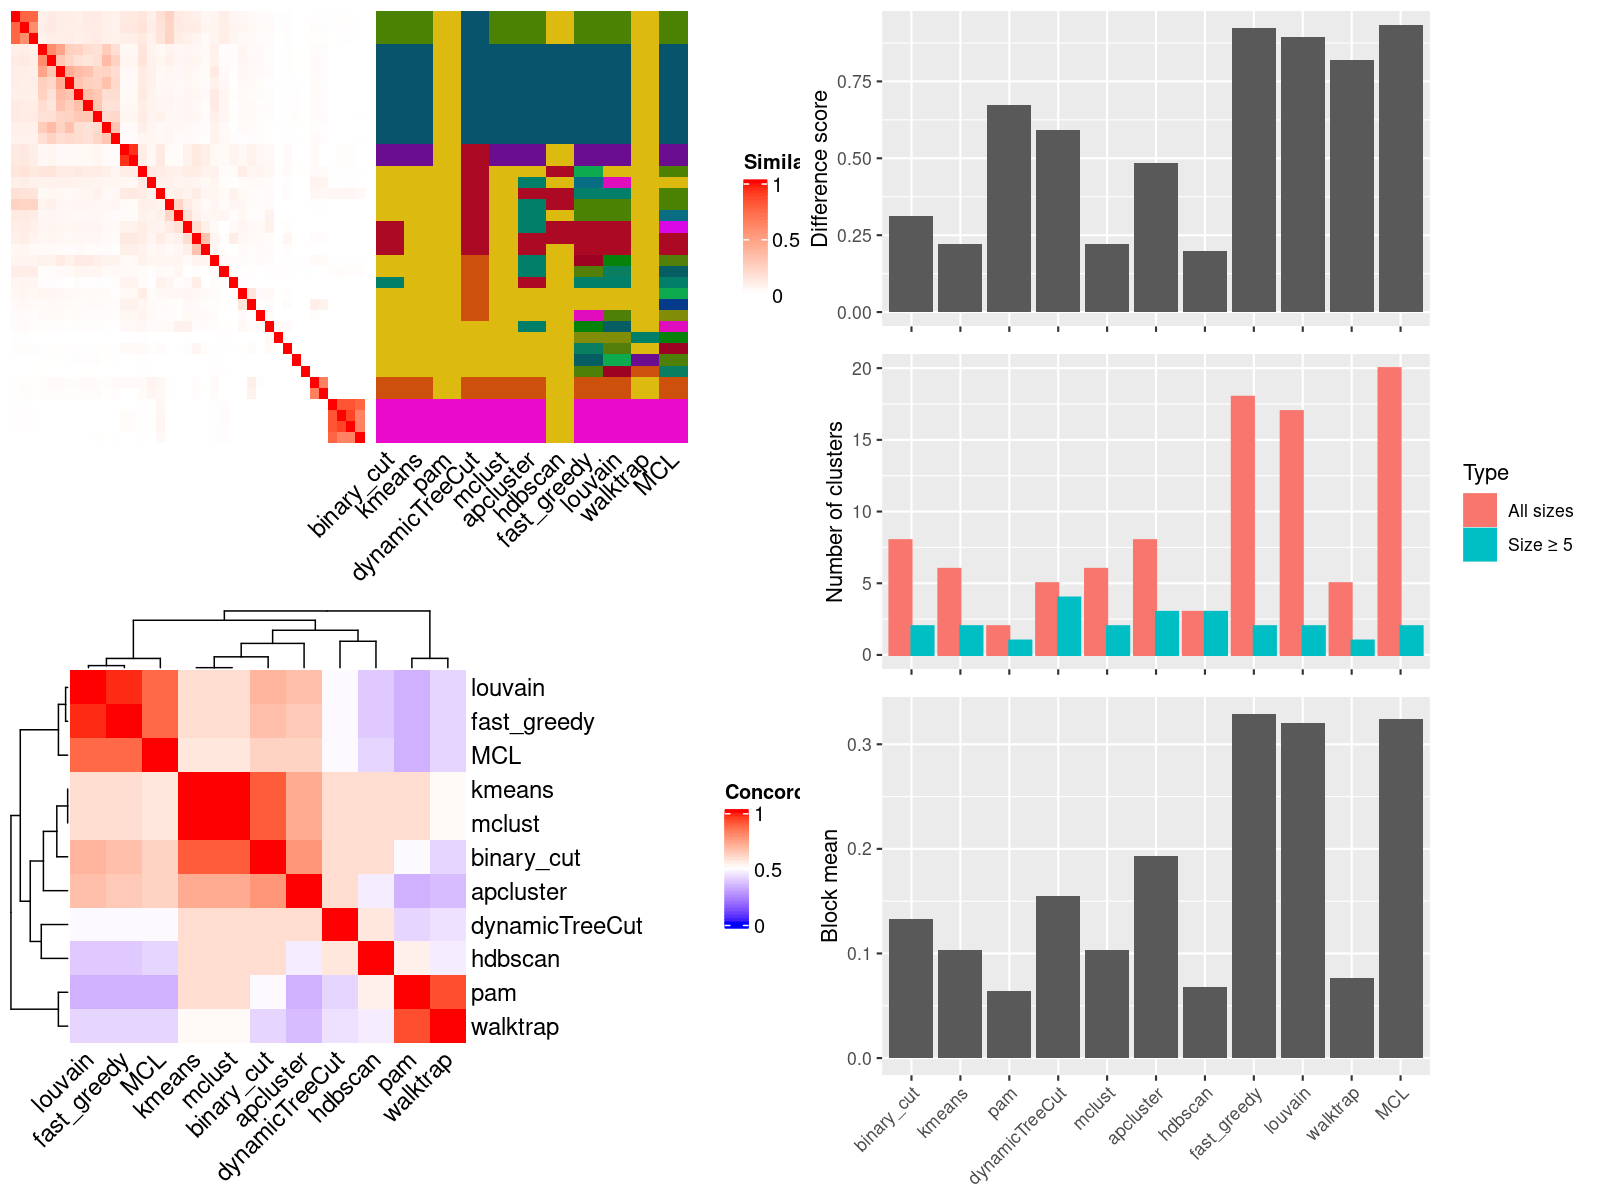 Simila
1
0.5
0
binary_cut
kmeans
pam
dynamicTreeCut
mclust
apcluster
hdbscan
fast_greedy
louvain
walktrap
MCL
louvain
fast_greedy
MCL
kmeans
mclust
binary_cut
apcluster
dynamicTreeCut
hdbscan
pam
walktrap
Concord
1
0.5
0
louvain
fast_greedy
MCL
kmeans
mclust
binary_cut
apcluster
dynamicTreeCut
hdbscan
pam
walktrap
Difference score
0.75
0.50
0.25
0.00
Number of clusters
20
15
10
5
0
Type
All sizes
Size ≥ 5
Block mean
0.3
0.2
0.1
0.0
binary_cut
kmeans
pam
dynamicTreeCut
mclust
apcluster
hdbscan
fast_greedy
louvain
walktrap
MCL